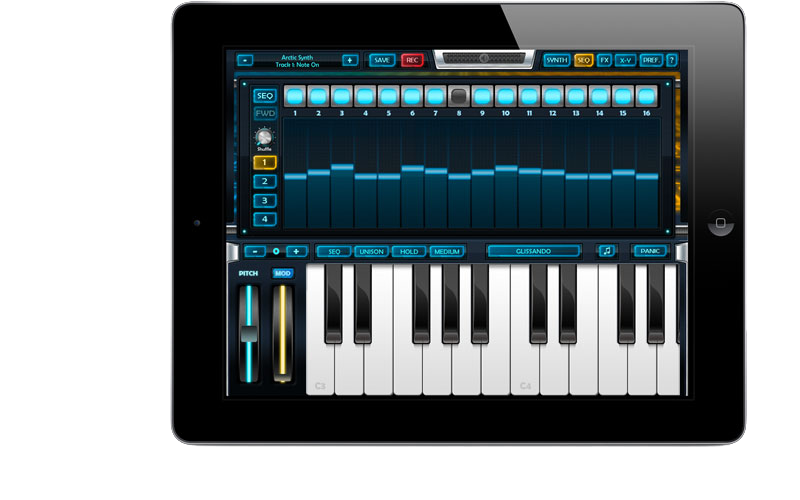 Arctic Synth
Track 1: Note On
- + SAVE REC SYNTH SEQ FX X-Y PREF ?
SEQ
FWD
1 2 3 4 5 6 7 8 9 10 11 12 13 14 15 16
Shuffle
1
2
3
4
- 0 + SEQ UNISON HOLD MEDIUM GLISSANDO PANIC
PITCH MOD
C3 C4